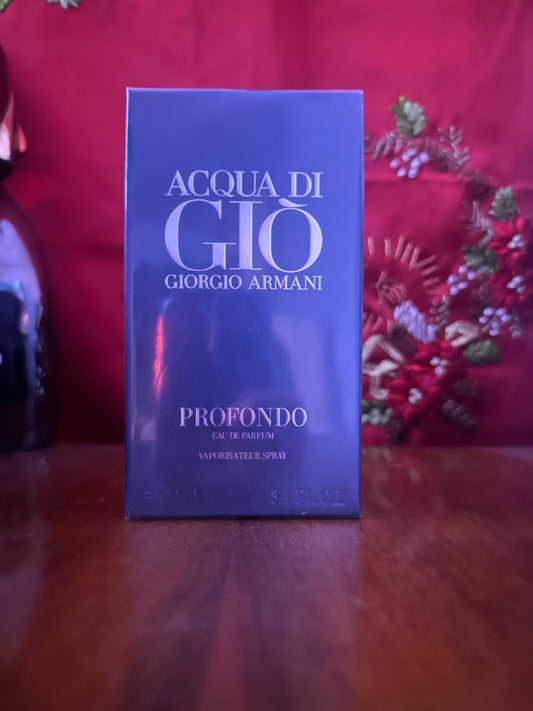 ACQUA DI
GIÒ
GIORGIO ARMANI
PROFONDO
EAU DE PARFUM
VAPORISATEUR SPRAY
3.4 FL.OZ.